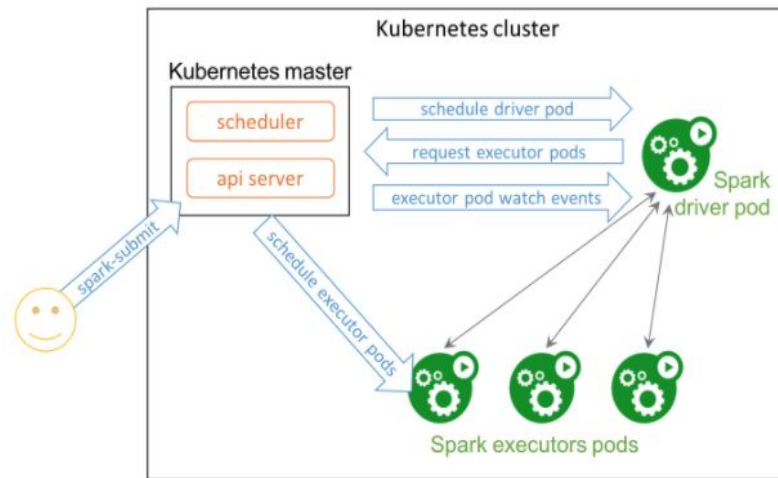 Kubernetes cluster
Kubernetes master
scheduler
api server
schedule driver pod
request executor pods
executor pod watch events
Spark
driver pod
spark-submit
schedule executor pods
Spark executors pods